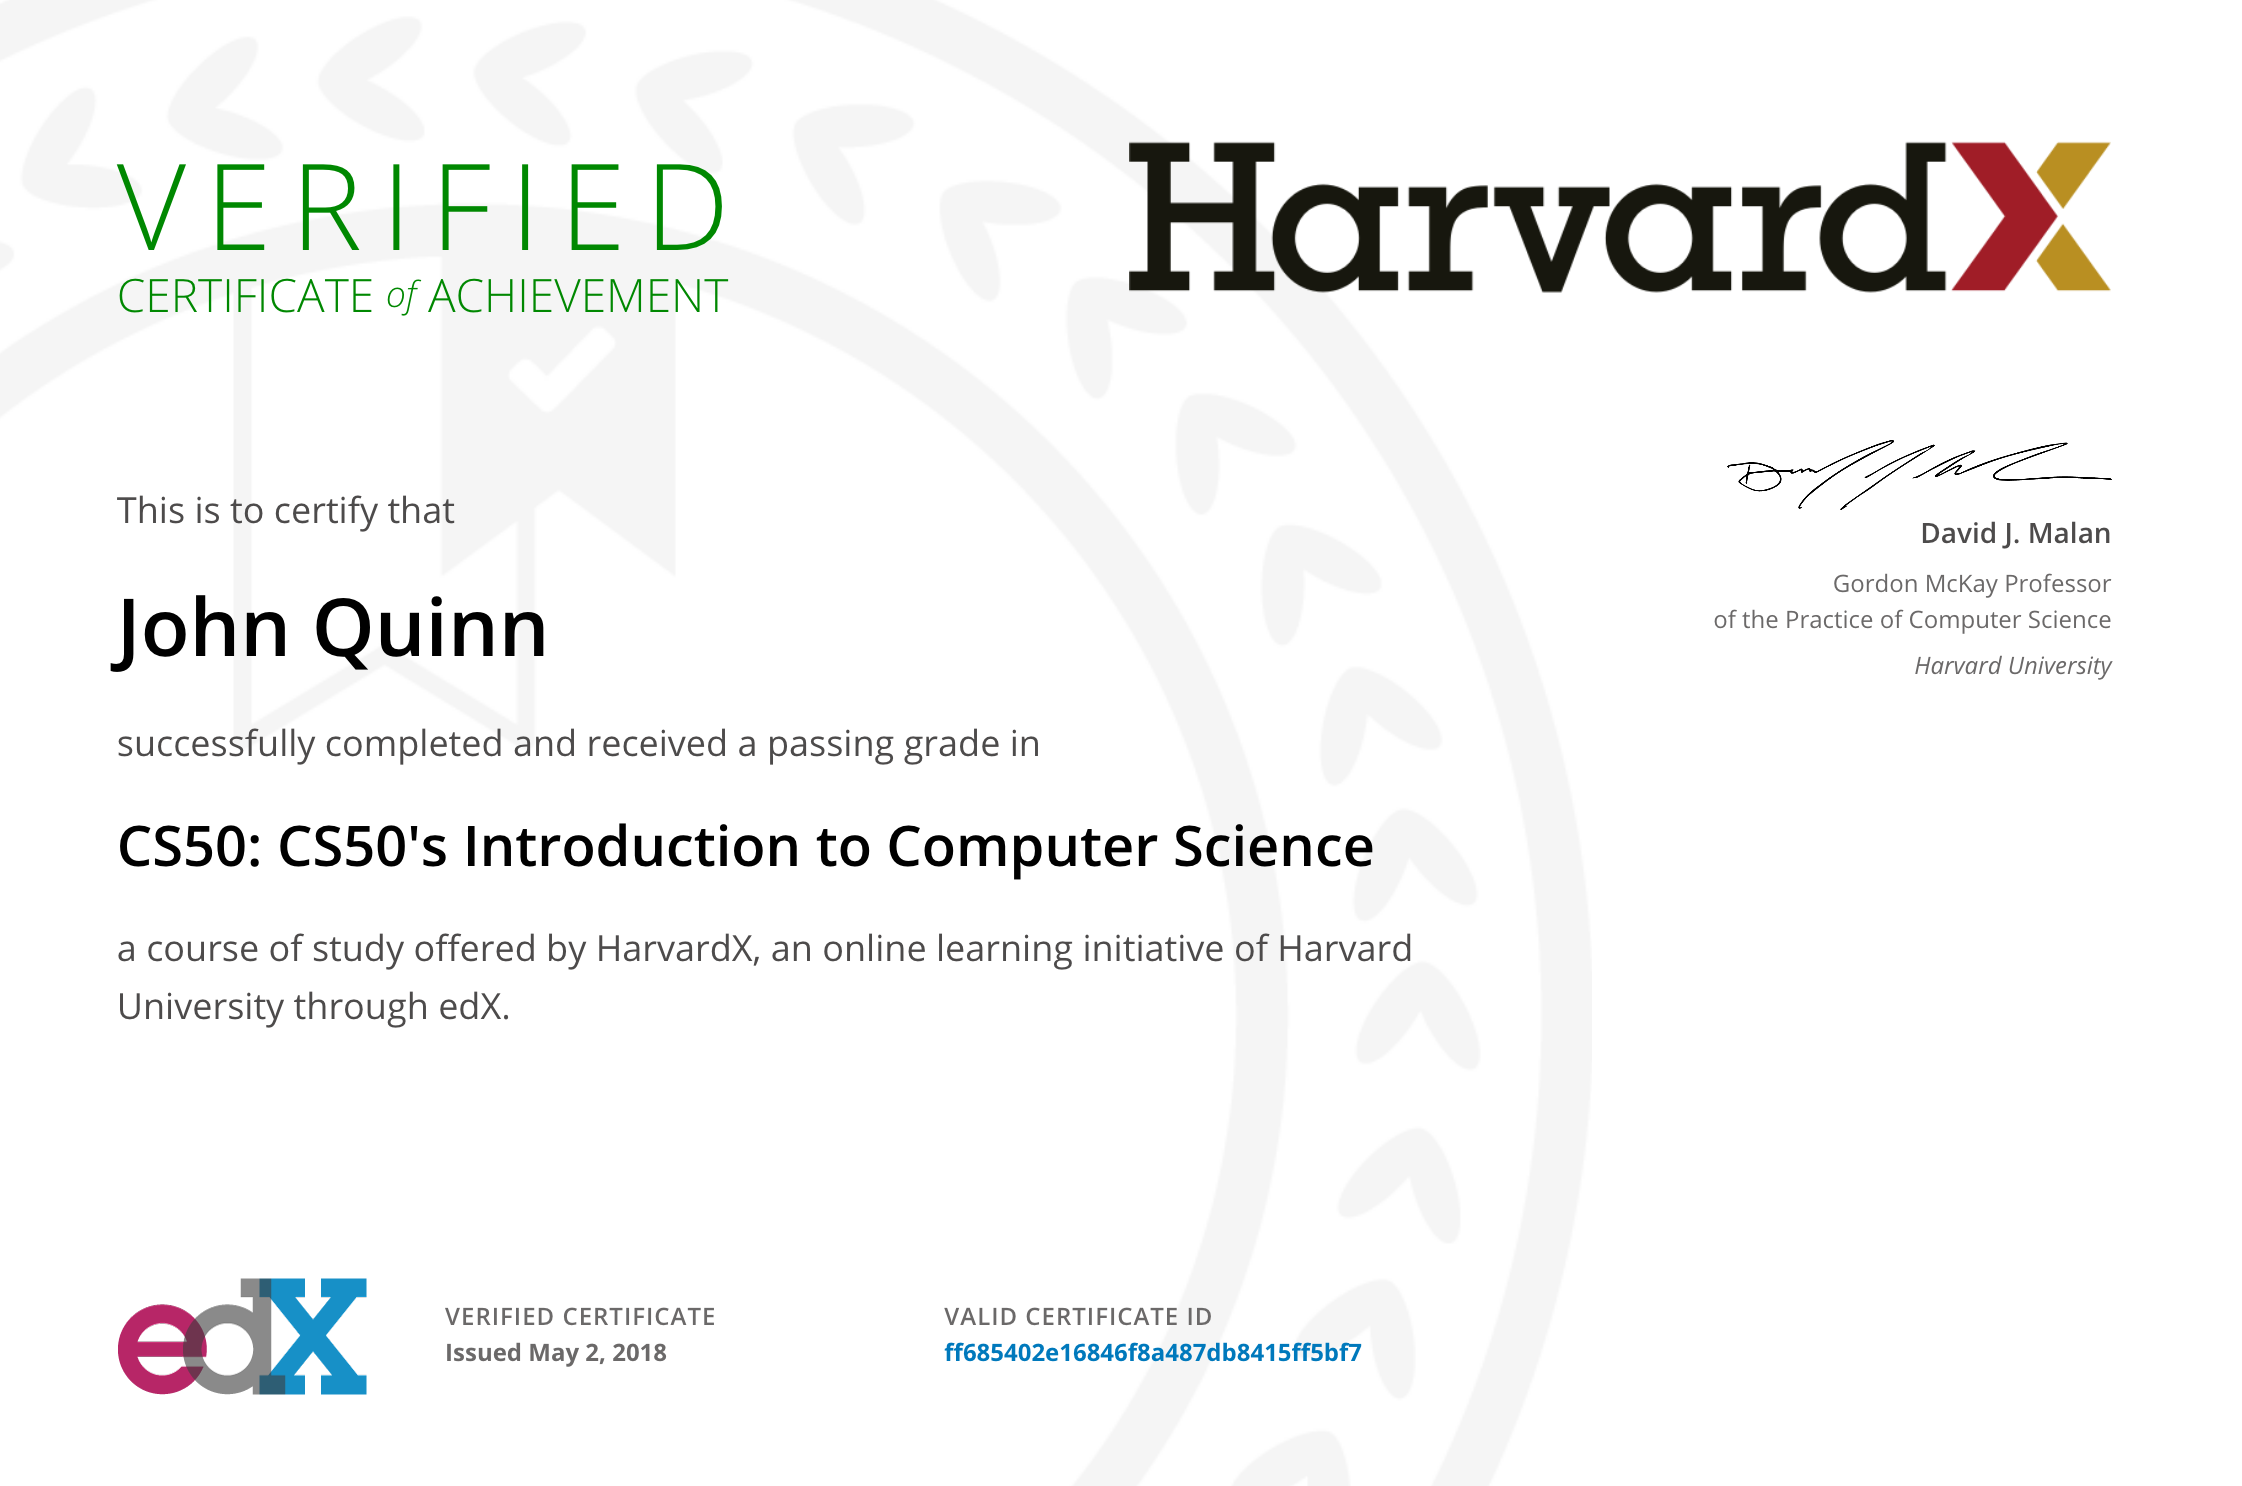 VERIFIED
CERTIFICATE of ACHIEVEMENT
HarvardX
This is to certify that
John Quinn
successfully completed and received a passing grade in
CS50: CS50's Introduction to Computer Science
a course of study offered by HarvardX, an online learning initiative of Harvard
University through edX.
David J. Malan
Gordon McKay Professor
of the Practice of Computer Science
Harvard University
edX
VERIFIED CERTIFICATE
Issued May 2, 2018
VALID CERTIFICATE ID
ff685402e16846f8a487db8415ff5bf7